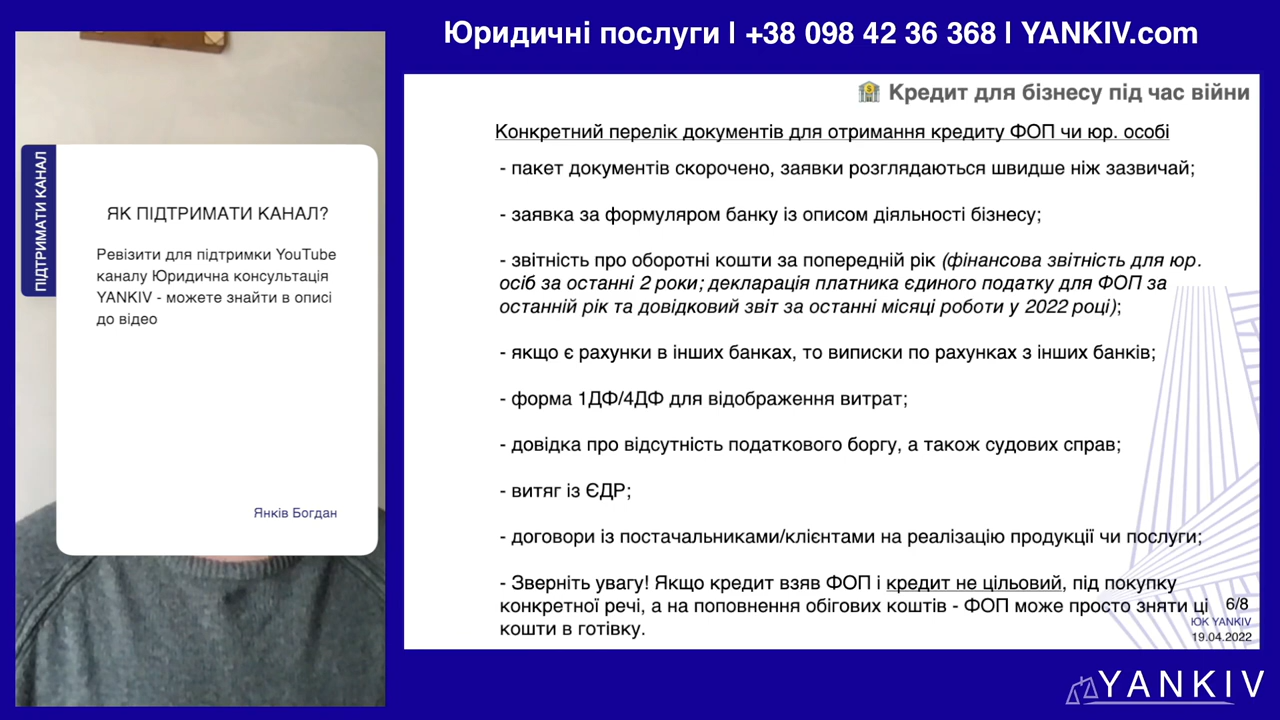 Юридичні послуги | +38 098 42 36 368 | YANKIV.com
ПІДТРИМАТИ КАНАЛ
ЯК ПІДТРИМАТИ КАНАЛ?
Ревізити для підтримки YouTube
каналу Юридична консультація
YANKIV - можете знайти в описі
до відео
Янків Богдан
Кредит для бізнесу під час війни
Конкретний перелік документів для отримання кредиту ФОП чи юр. особі
- пакет документів скорочено, заявки розглядаються швидше ніж зазвичай;
- заявка за формуляром банку із описом діяльності бізнесу;
- звітність про оборотні кошти за попередній рік (фінансова звітність для юр.
осіб за останні 2 роки; декларація платника єдиного податку для ФОП за
останній рік та довідковий звіт за останні місяці роботи у 2022 році);
- якщо є рахунки в інших банках, то виписки по рахунках з інших банків;
- форма 1ДФ/4ДФ для відображення витрат;
- довідка про відсутність податкового боргу, а також судових справ;
- витяг із ЄДР;
- договори із постачальниками/клієнтами на реалізацію продукції чи послуги;
- Зверніть увагу! Якщо кредит взяв ФОП і кредит не цільовий, під покупку
конкретної речі, а на поповнення обігових коштів - ФОП може просто зняти ці
кошти в готівку.
6/8
ЮК YANKIV
19.04.2022
YANKIV